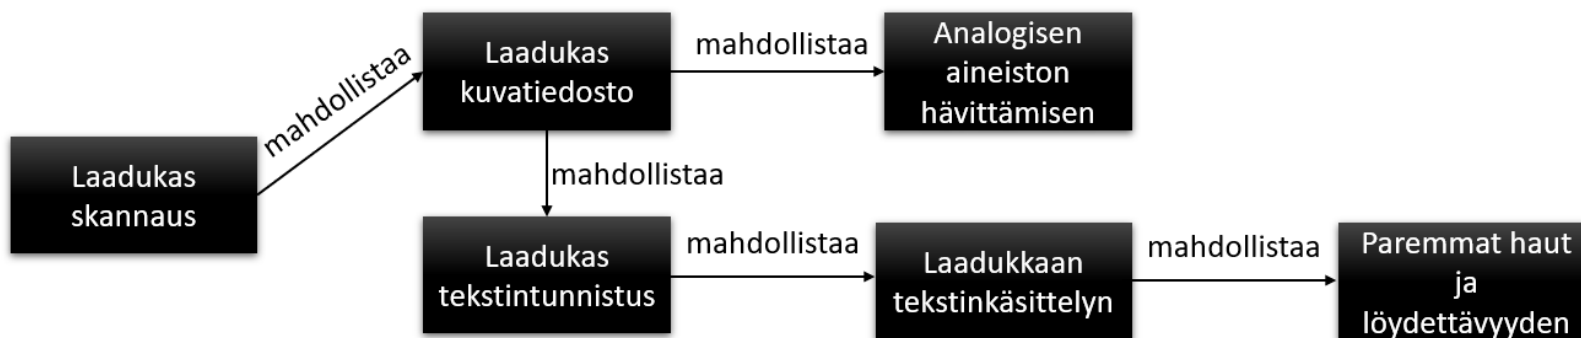 Laadukas
skannaus
mahdollistaa
Laadukas
kuvatiedosto
mahdollistaa
Analogisen
aineiston
hävittämisen
mahdollistaa
Laadukas
tekstintunnistus
mahdollistaa
Laadukkaan
tekstinkäsittelyn
mahdollistaa
Paremmat haut
ja
löydettävyyden